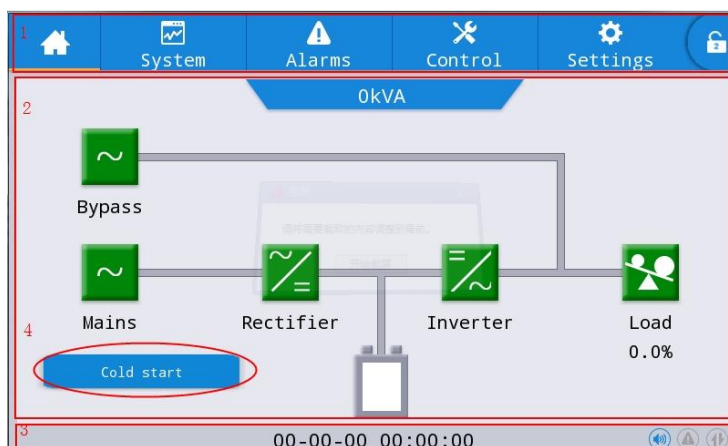 1
System Alarms Control Settings
2
0kVA
Bypass
Mains Rectifier Inverter Load
4
0.0%
Cold start
3
00-00-00 00:00:00